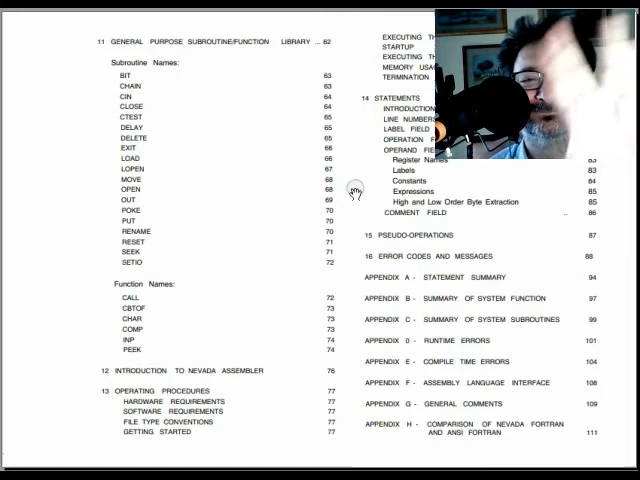 11 GENERAL PURPOSE SUBROUTINE/FUNCTION LIBRARY .. 62
Subroutine Names:
BIT 63
CHAIN 63
CIN 64
CLOSE 64
CTEST 65
DELAY 65
DELETE 65
EXIT 66
LOAD 66
LOPEN 67
MOVE 68
OPEN 68
OUT 69
POKE 70
PUT 70
RENAME 70
RESET 71
SEEK 71
SETIO 72
Function Names:
CALL 72
CBTOF 73
CHAR 73
COMP 73
INP 74
PEEK 74
12 INTRODUCTION TO NEVADA ASSEMBLER 76
13 OPERATING PROCEDURES 77
HARDWARE REQUIREMENTS 77
SOFTWARE REQUIREMENTS 77
FILE TYPE CONVENTIONS 77
GETTING STARTED 77
EXECUTING TH
STARTUP
EXECUTING TH
MEMORY USAG
TERMINATION
14 STATEMENTS
INTRODUCTION
LINE NUMBERS
LABEL FIELD
OPERATION F
OPERAND FIE
Register Names 83
Labels 83
Constants 84
Expressions 85
High and Low Order Byte Extraction 85
COMMENT FIELD .. 86
15 PSEUDO-OPERATIONS 87
16 ERROR CODES AND MESSAGES 88
APPENDIX A - STATEMENT SUMMARY 94
APPENDIX B - SUMMARY OF SYSTEM FUNCTION 97
APPENDIX C - SUMMARY OF SYSTEM SUBROUTINES 99
APPENDIX 0 - RUNTIME ERRORS 101
APPENDIX E - COMPILE TIME ERRORS 104
APPENDIX F - ASSEMBLY LANGUAGE INTERFACE 108
APPENDIX G - GENERAL COMMENTS 109
APPENDIX H - COMPARISON OF NEVADA FORTRAN
AND ANSI FORTRAN 111